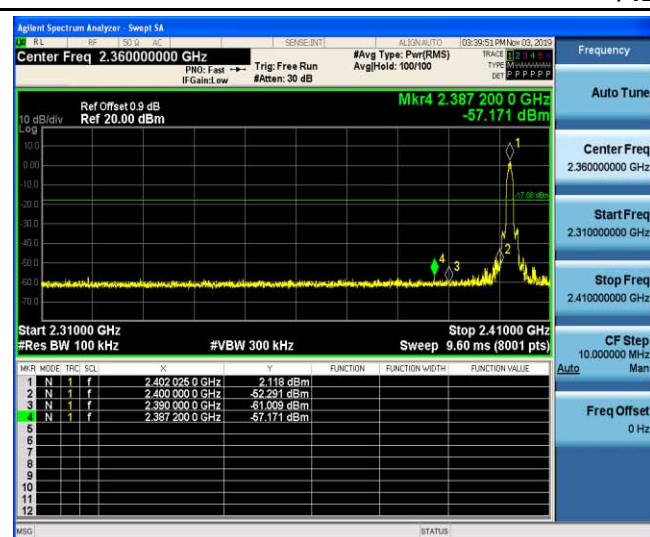 Agilent Spectrum Analyzer - Swept SA
RL RF 50 Ω AC SENSE:INT ALIGN AUTO 03:39:51 PM Nov 03, 2019
Center Freq 2.360000000 GHz
PNO: Fast
IFGain:Low
Trig: Free Run
#Atten: 30 dB
#Avg Type: Pwr(RMS)
Avg|Hold: 100/100
TRACE 1 2 3 4 5 6
TYPE
DET P P P P P P
Ref Offset 0.9 dB
10 dB/div Ref 20.00 dBm
Log
Mkr4 2.387 200 0 GHz
-57.171 dBm
10.0
0.00
-10.0
-20.0
-30.0
-40.0
-50.0
-60.0
-70.0
1
2
3
4
Start 2.31000 GHz Stop 2.41000 GHz
#Res BW 100 kHz #VBW 300 kHz Sweep 9.60 ms (8001 pts)
MKR MODE TRC SCL X Y FUNCTION FUNCTION WIDTH FUNCTION VALUE
1 N 1 f 2.402 025 0 GHz 2.118 dBm
2 N 1 f 2.400 000 0 GHz -52.291 dBm
3 N 1 f 2.390 000 0 GHz -61.009 dBm
4 N 1 f 2.387 200 0 GHz -57.171 dBm
5
6
7
8
9
10
11
12
MSG STATUS
Frequency
Auto Tune
Center Freq
2.360000000 GHz
Start Freq
2.310000000 GHz
Stop Freq
2.410000000 GHz
CF Step
10.000000 MHz
Auto Man
Freq Offset
0 Hz